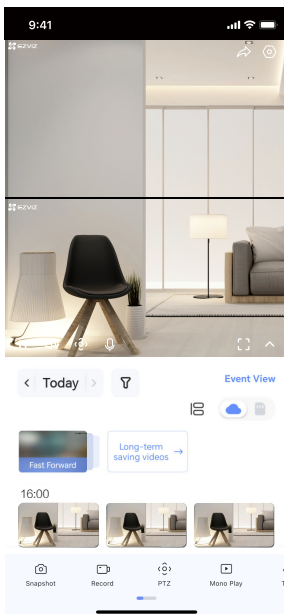 9:41
EZVIZ
EZVIZ
Today
Event View
Fast Forward
Long-term
saving videos
16:00
Snapshot
Record
PTZ
Mono Play